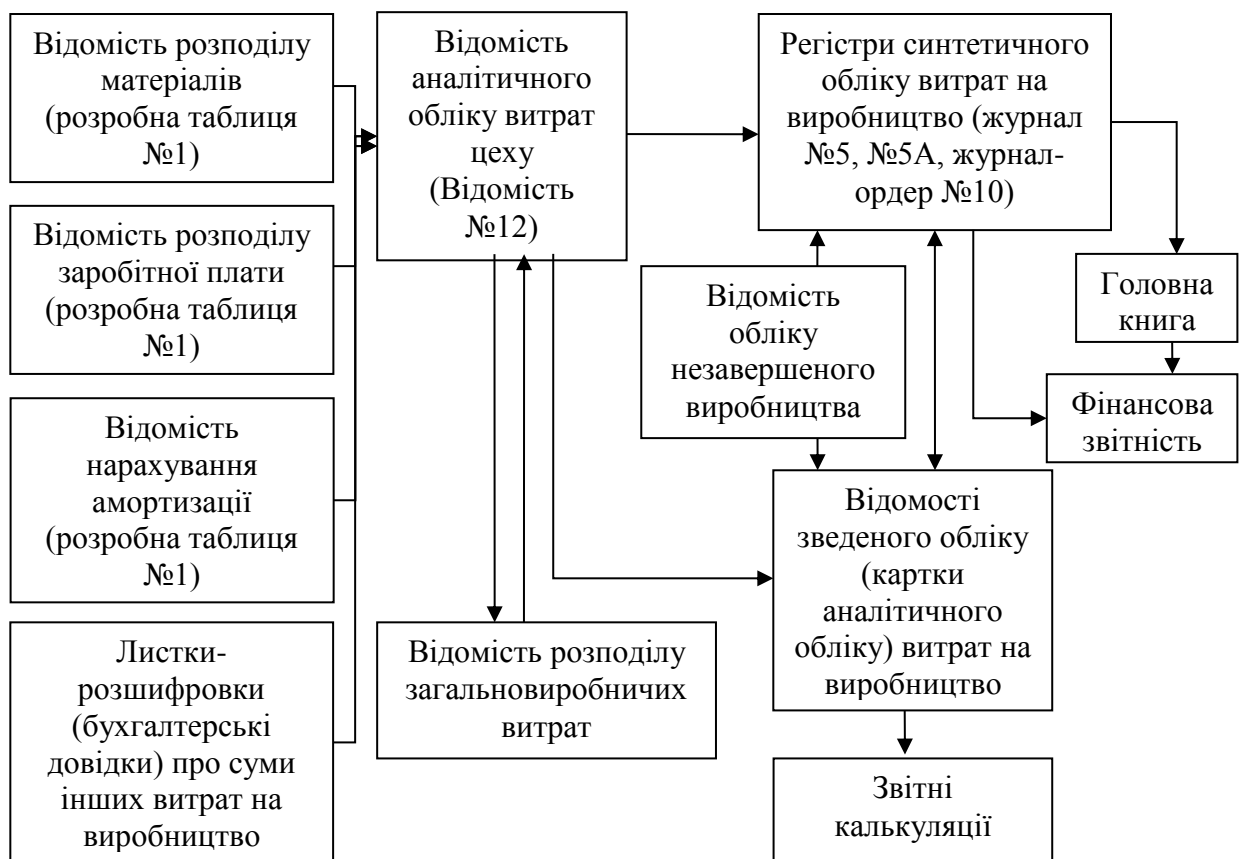 Відомість розподілу
матеріалів
(розробна таблиця
№1)
Відомість розподілу
заробітної плати
(розробна таблиця
№1)
Відомість
нарахування
амортизації
(розробна таблиця
№1)
Листки-
розшифровки
(бухгалтерські
довідки) про суми
інших витрат на
виробництво
Відомість
аналітичного
обліку витрат
цеху
(Відомість
№12)
Відомість розподілу
загальновиробничих
витрат
Регістри синтетичного
обліку витрат на
виробництво (журнал
№5, №5А, журнал-
ордер №10)
Відомість
обліку
незавершеного
виробництва
Головна
книга
Фінансова
звітність
Відомості
зведеного обліку
(картки
аналітичного
обліку) витрат на
виробництво
Звітні
калькуляції